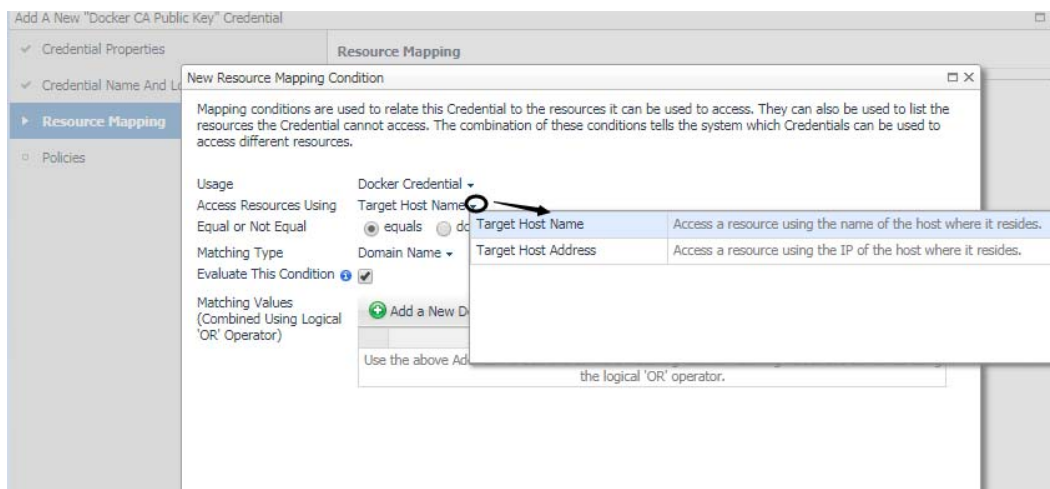 Add A New "Docker CA Public Key" Credential
Credential Properties
Resource Mapping
Credential Name And
New Resource Mapping Condition
Resource Mapping
Policies
Mapping conditions are used to relate this Credential to the resources it can be used to access. They can also be used to list the
resources the Credential cannot access. The combination of these conditions tells the system which Credentials can be used to
access different resources.
Usage Docker Credential
Access Resources Using Target Host Name
Equal or Not Equal equals
Target Host Name Access a resource using the name of the host where it resides.
Matching Type Domain Name
Target Host Address Access a resource using the IP of the host where it resides.
Evaluate This Condition
Matching Values
(Combined Using Logical
'OR' Operator)
Add a New
Use the above
the logical 'OR' operator.